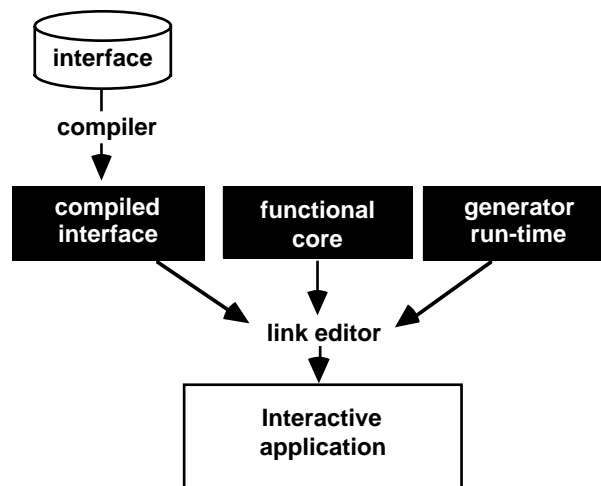 interface
compiler
compiled
interface
functional
core
generator
run-time
link editor
Interactive
application